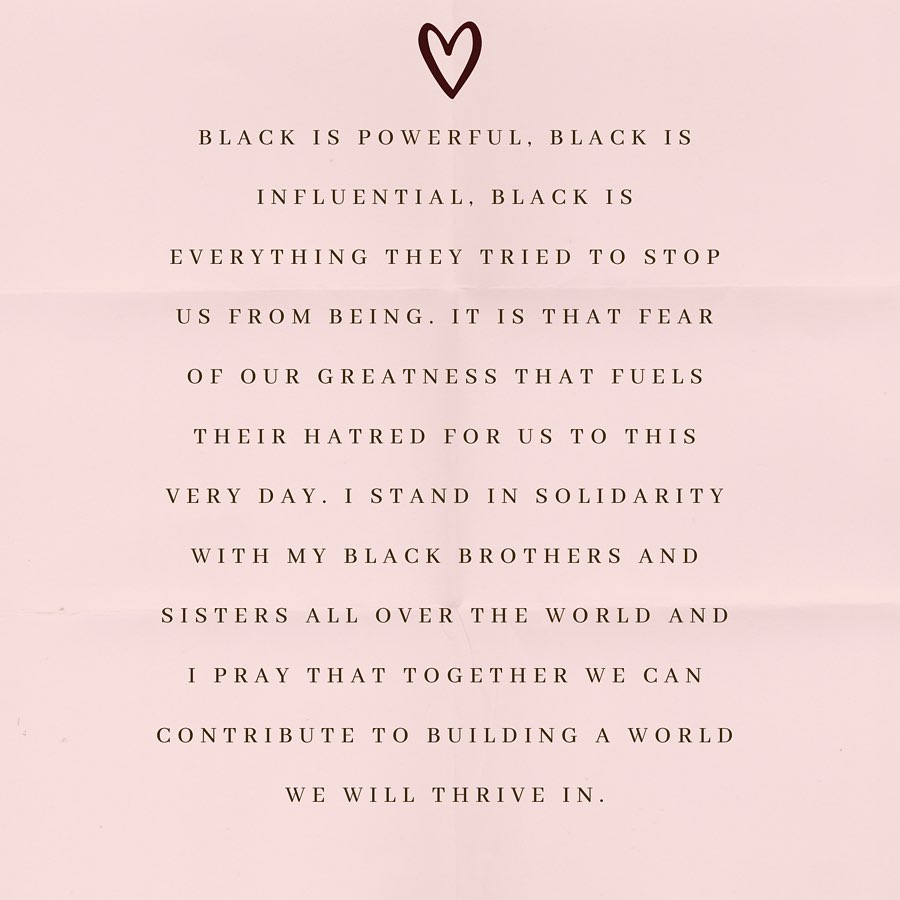 BLACK IS POWERFUL, BLACK IS
INFLUENTIAL, BLACK IS
EVERYTHING THEY TRIED TO STOP
US FROM BEING. IT IS THAT FEAR
OF OUR GREATNESS THAT FUELS
THEIR HATRED FOR US TO THIS
VERY DAY. I STAND IN SOLIDARITY
WITH MY BLACK BROTHERS AND
SISTERS ALL OVER THE WORLD AND
I PRAY THAT TOGETHER WE CAN
CONTRIBUTE TO BUILDING A WORLD
WE WILL THRIVE IN.